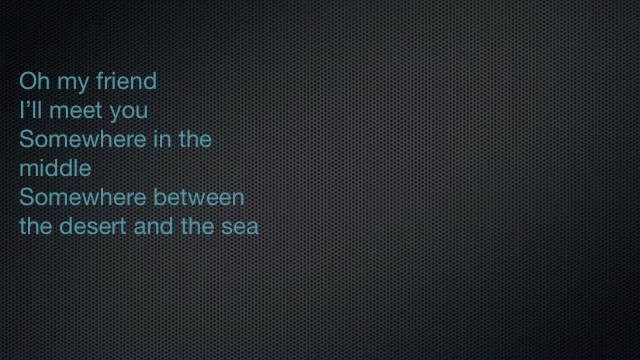 Oh my friend
I’ll meet you
Somewhere in the
middle
Somewhere between
the desert and the sea